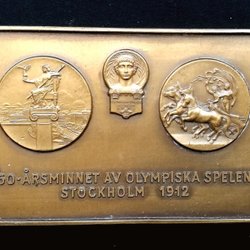 50-ÅRSMINNET AV OLYMPISKA SPELEN
STOCKHOLM 1912